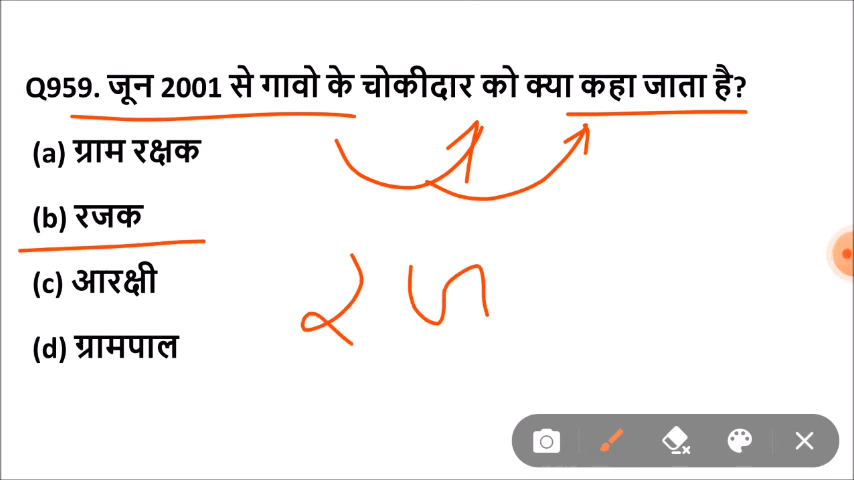 Q959. जून 2001 से गावो के चोकीदार को क्या कहा जाता है?
(a) ग्राम रक्षक
(b) रजक
(c) आरक्षी
(d) ग्रामपाल